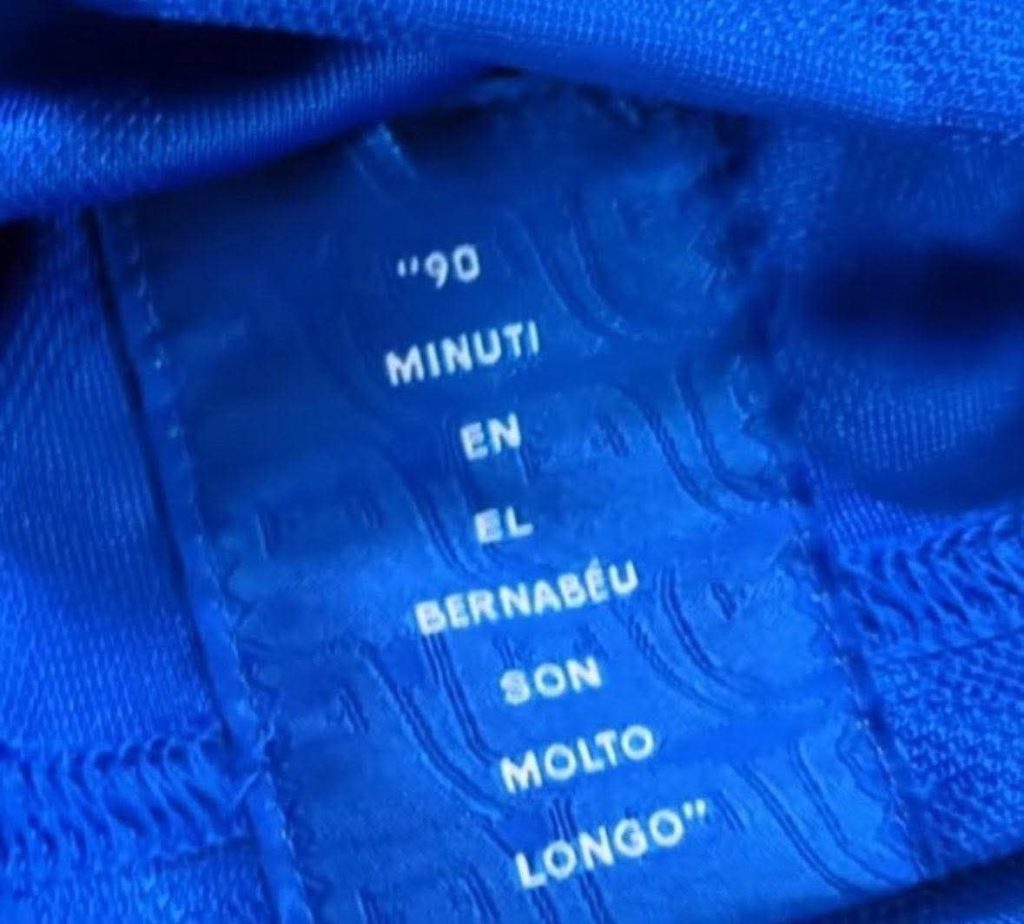 "90
MINUTI
EN
EL
BERNABÉU
SON
MOLTO
LONGO"